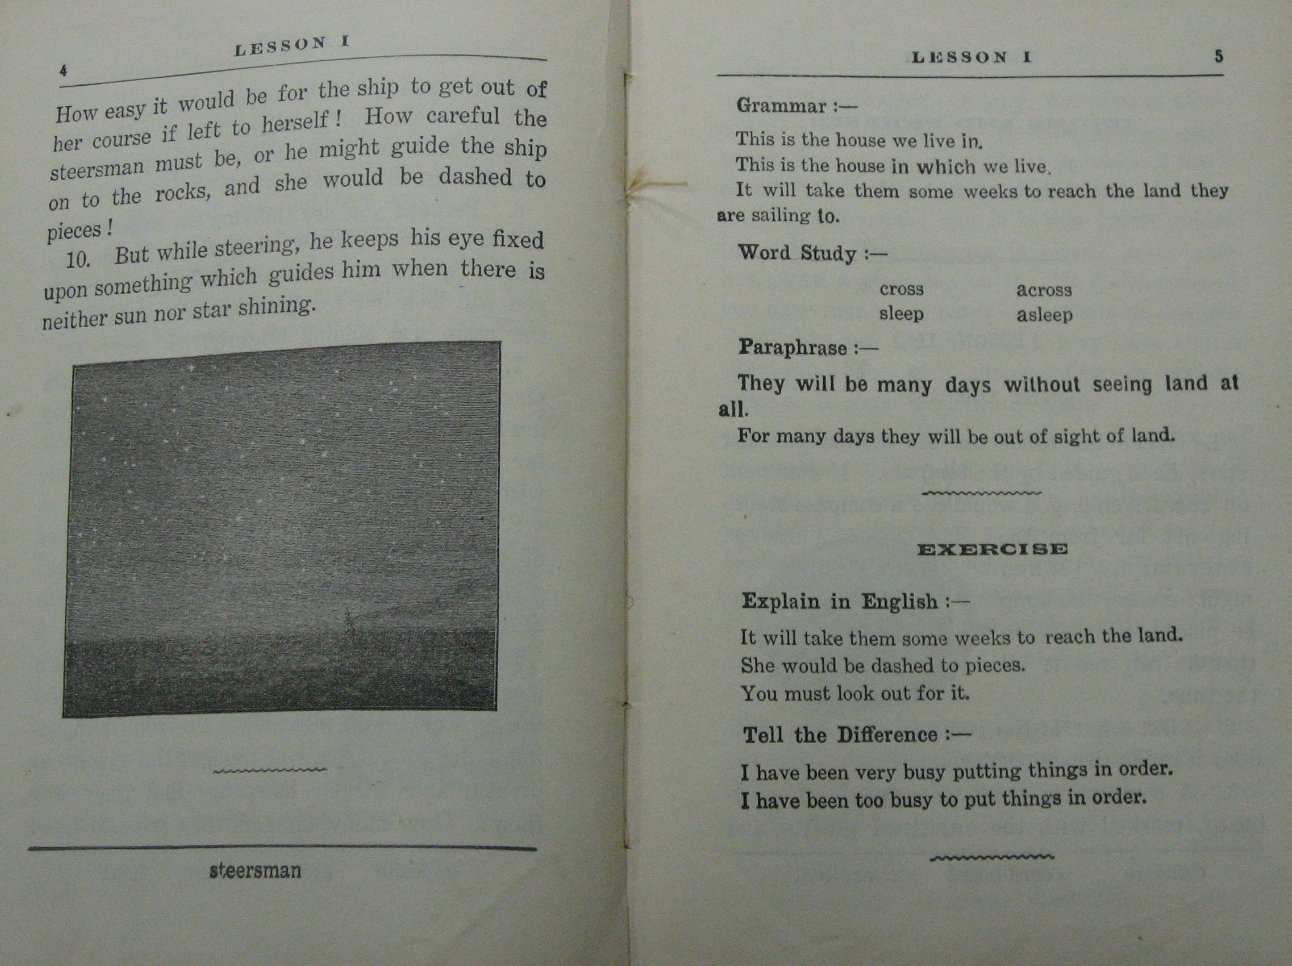 4
LESSON I
How easy it would be for the ship to get out of
her course if left to herself! How careful the
steersman must be, or he might guide the ship
on to the rocks, and she would be dashed to
pieces!
10. But while steering, he keeps his eye fixed
upon something which guides him when there is
neither sun nor star shining.
steersman
LESSON I
5
Grammar :—
This is the house we live in.
This is the house in which we live.
It will take them some weeks to reach the land they
are sailing to.
Word Study :—
cross across
sleep asleep
Paraphrase :—
They will be many days without seeing land at
all.
For many days they will be out of sight of land.
EXERCISE
Explain in English :—
It will take them some weeks to reach the land.
She would be dashed to pieces.
You must look out for it.
Tell the Difference :—
I have been very busy putting things in order.
I have been too busy to put things in order.